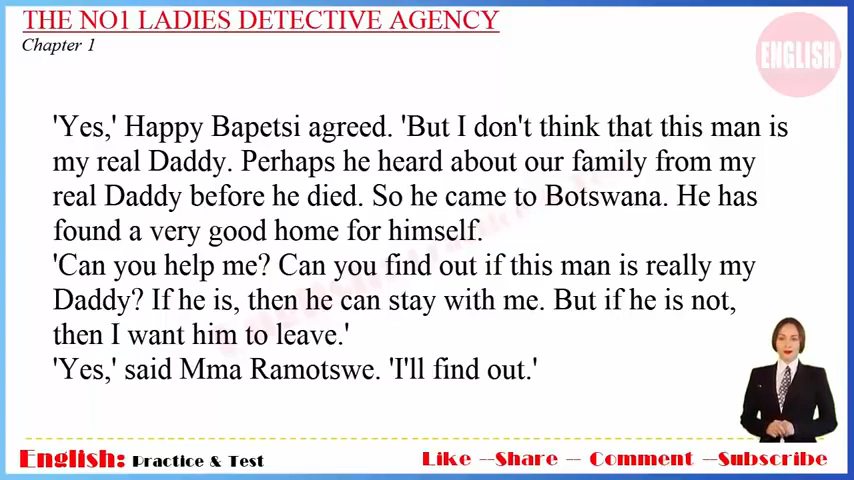 THE NO1 LADIES DETECTIVE AGENCY
Chapter 1
ENGLISH
'Yes,' Happy Bapetsi agreed. 'But I don't think that this man is
my real Daddy. Perhaps he heard about our family from my
real Daddy before he died. So he came to Botswana. He has
found a very good home for himself.
'Can you help me? Can you find out if this man is really my
Daddy? If he is, then he can stay with me. But if he is not,
then I want him to leave.'
'Yes,' said Mma Ramotswe. 'I'll find out.'
English: Practice & Test
Like --Share -- Comment --Subscribe